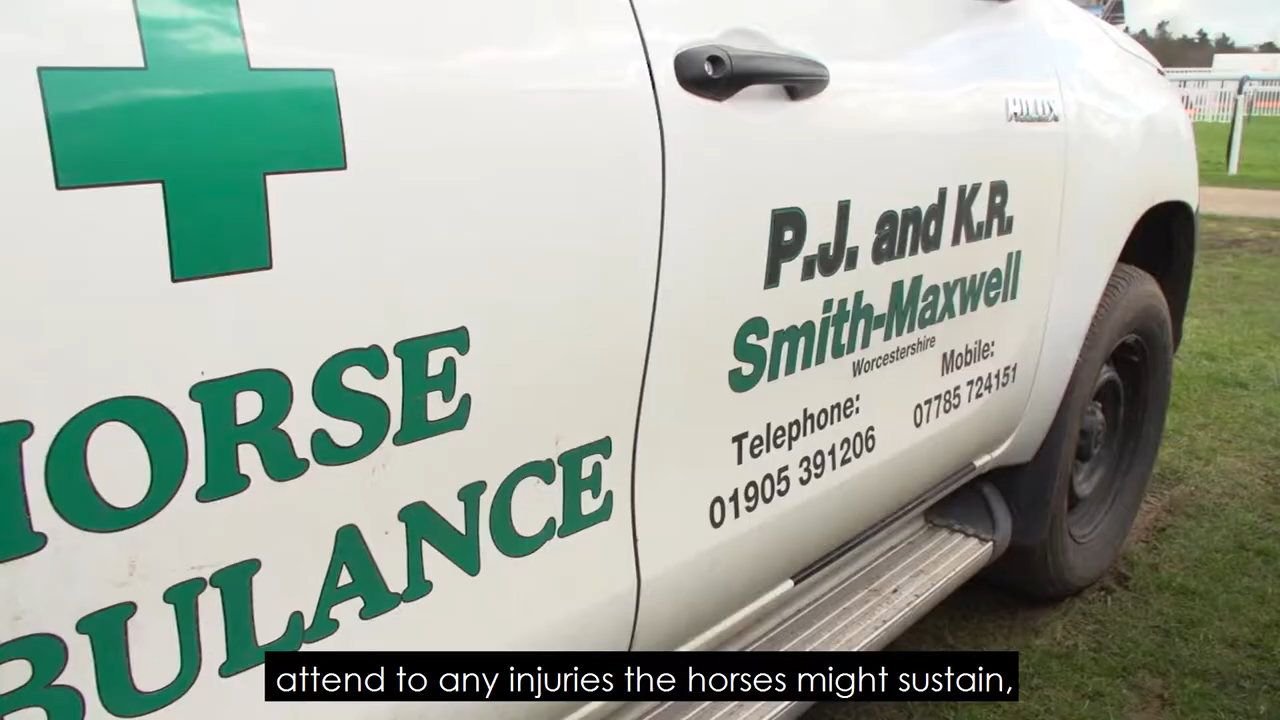 HILUX
P.J. and K.R.
Smith-Maxwell
Worcestershire
Mobile:
07785 724151
Telephone:
01905 391206
HORSE
BULANCE
attend to any injuries the horses might sustain,